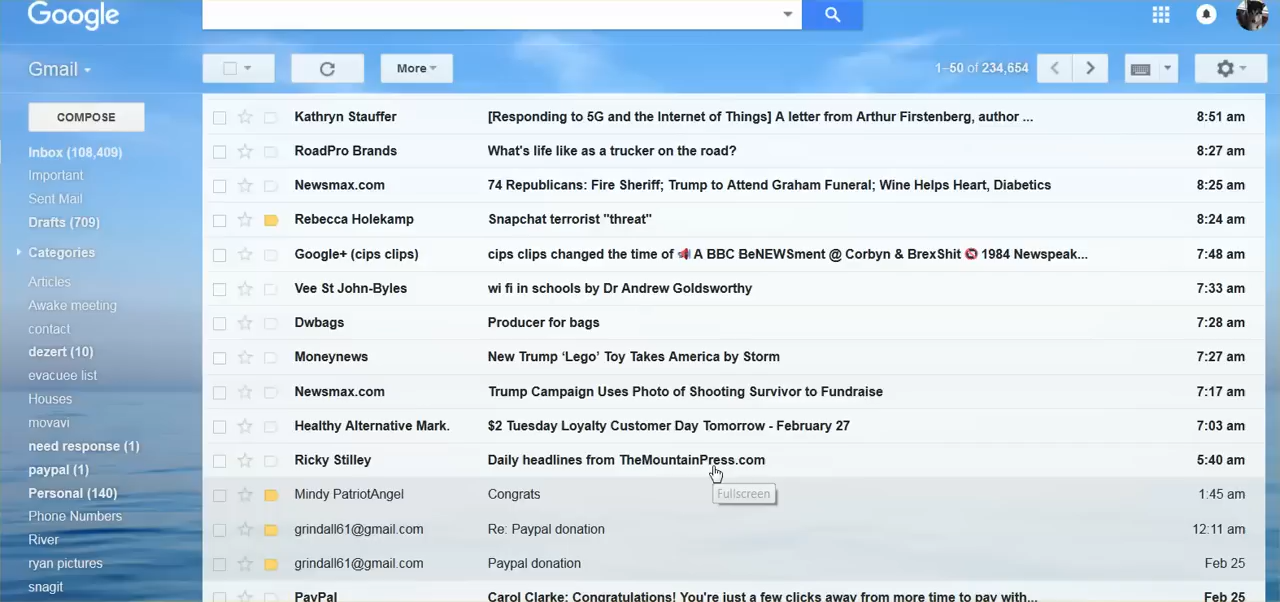 Google
Gmail
More
1–50 of 234,654
COMPOSE
Inbox (108,409)
Important
Sent Mail
Drafts (709)
Categories
Articles
Awake meeting
contact
dezert (10)
evacuee list
Houses
movavi
need response (1)
paypal (1)
Personal (140)
Phone Numbers
River
ryan pictures
snagit
Kathryn Stauffer [Responding to 5G and the Internet of Things] A letter from Arthur Firstenberg, author ... 8:51 am
RoadPro Brands What's life like as a trucker on the road? 8:27 am
Newsmax.com 74 Republicans: Fire Sheriff; Trump to Attend Graham Funeral; Wine Helps Heart, Diabetics 8:25 am
Rebecca Holekamp Snapchat terrorist "threat" 8:24 am
Google+ (cips clips) cips clips changed the time of 📢 A BBC BeNEWSment @ Corbyn & BrexShit 🚭 1984 Newspeak... 7:48 am
Vee St John-Byles wi fi in schools by Dr Andrew Goldsworthy 7:33 am
Dwbags Producer for bags 7:28 am
Moneynews New Trump ‘Lego’ Toy Takes America by Storm 7:27 am
Newsmax.com Trump Campaign Uses Photo of Shooting Survivor to Fundraise 7:17 am
Healthy Alternative Mark. $2 Tuesday Loyalty Customer Day Tomorrow - February 27 7:03 am
Ricky Stilley Daily headlines from TheMountainPress.com 5:40 am
Fullscreen
Mindy PatriotAngel Congrats 1:45 am
grindall61@gmail.com Re: Paypal donation 12:11 am
grindall61@gmail.com Paypal donation Feb 25
PayPal Carol Clarke: Congratulations! You're just a few clicks away from more time to pay with... Feb 25